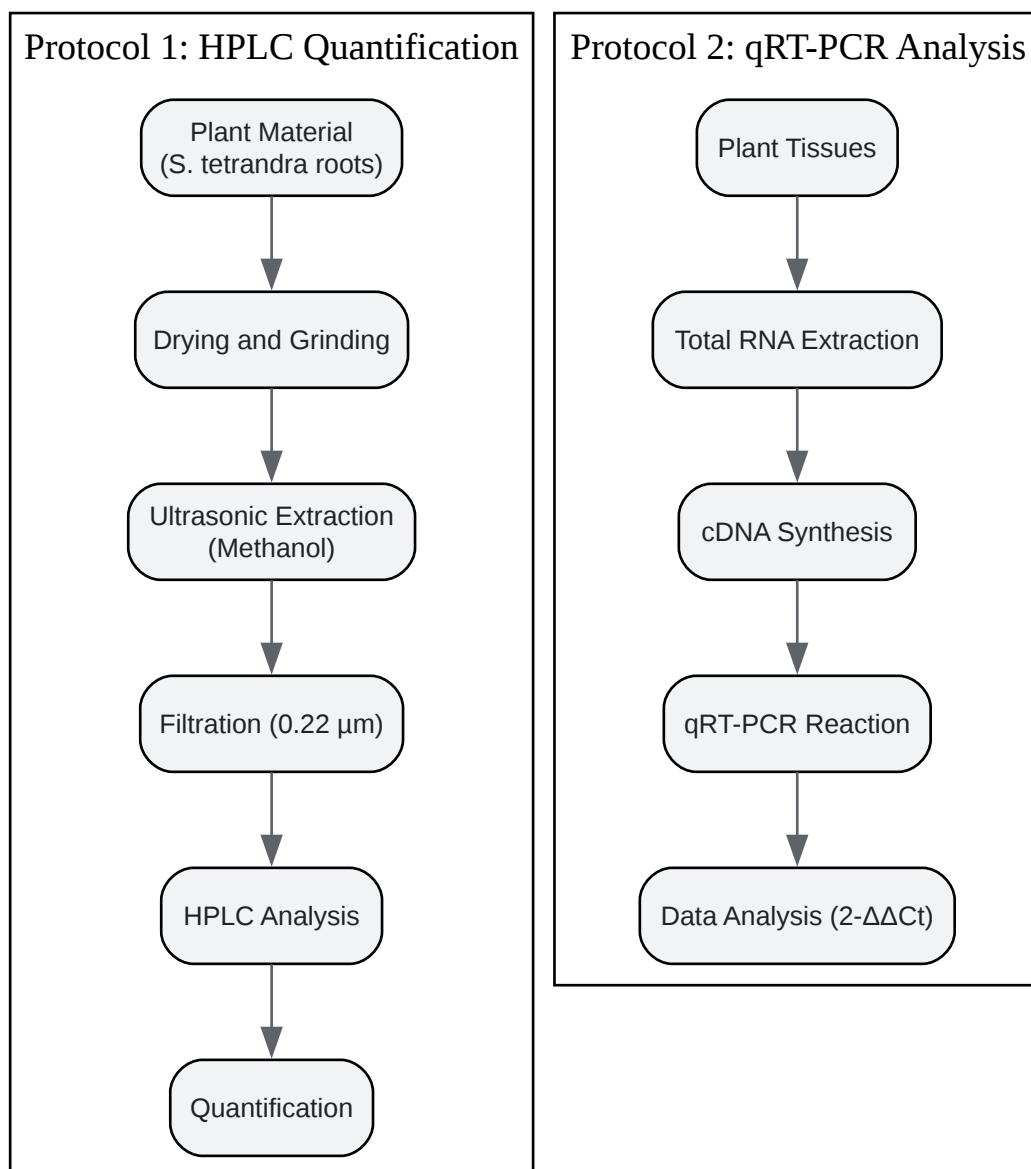 Protocol 1: HPLC Quantification
Plant Material
(S. tetrandra roots)
Drying and Grinding
Ultrasonic Extraction
(Methanol)
Filtration (0.22 µm)
HPLC Analysis
Quantification
Protocol 2: qRT-PCR Analysis
Plant Tissues
Total RNA Extraction
cDNA Synthesis
qRT-PCR Reaction
Data Analysis (2-ΔΔCt)